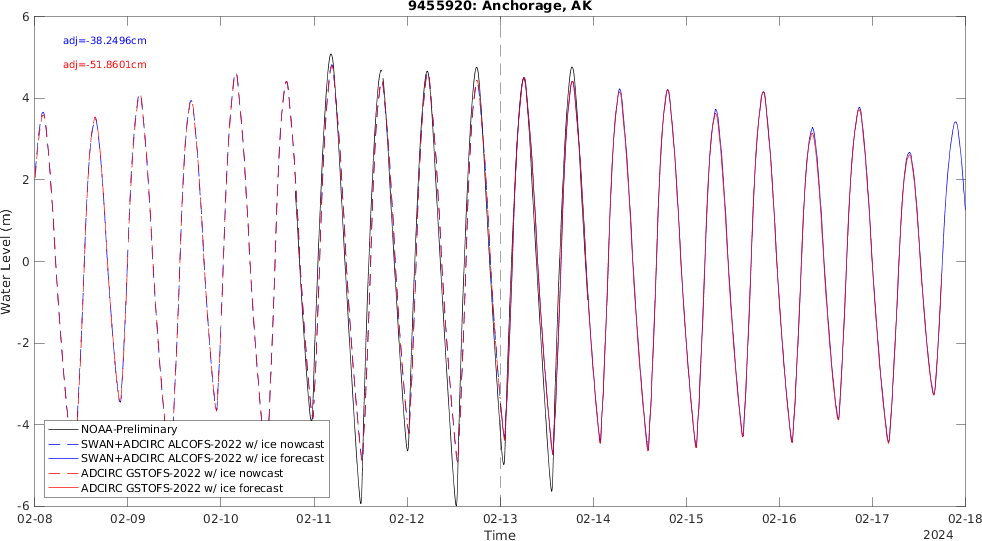 9455920: Anchorage, AK
adj=-38.2496cm
adj=-51.8601cm
Water Level (m)
6
4
2
0
-2
-4
-6
NOAA-Preliminary
SWAN+ADCIRC ALCOFS-2022 w/ ice nowcast
SWAN+ADCIRC ALCOFS-2022 w/ ice forecast
ADCIRC GSTOFS-2022 w/ ice nowcast
ADCIRC GSTOFS-2022 w/ ice forecast
02-08 02-09 02-10 02-11 02-12 02-13 02-14 02-15 02-16 02-17 02-18
Time
2024